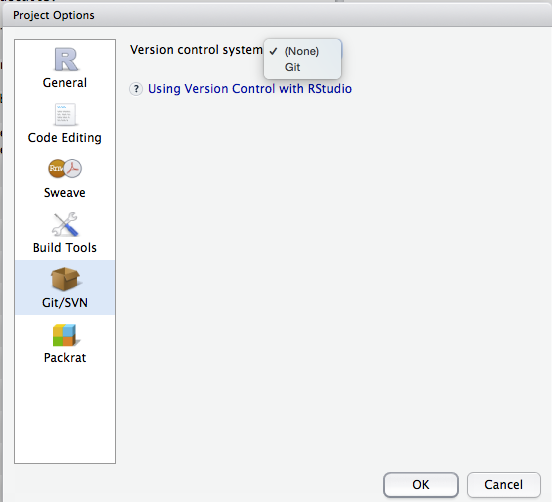 Project Options
General
Code Editing
Sweave
Build Tools
Git/SVN
Packrat
Version control system
(None)
Git
? Using Version Control with RStudio
OK
Cancel